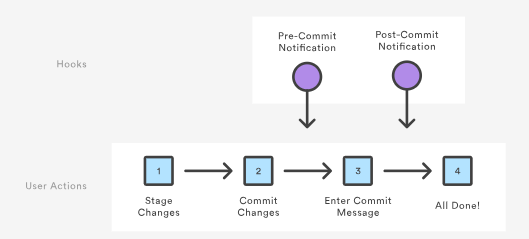 Pre-Commit
Notification
Post-Commit
Notification
Hooks
1
2
3
4
User Actions
Stage
Changes
Commit
Changes
Enter Commit
Message
All Done!